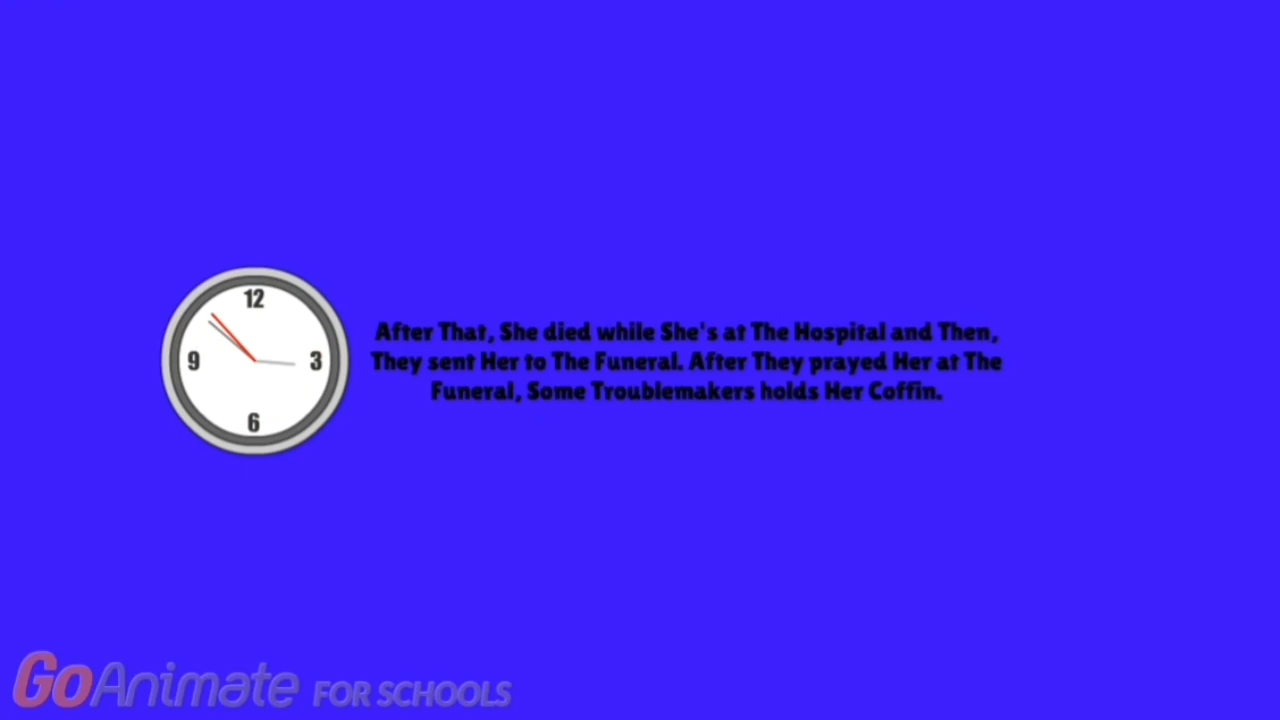 12
9
3
6
After That, She died while She's at The Hospital and Then,
They sent Her to The Funeral. After They prayed Her at The
Funeral, Some Troublemakers holds Her Coffin.
GoAnimate FOR SCHOOLS